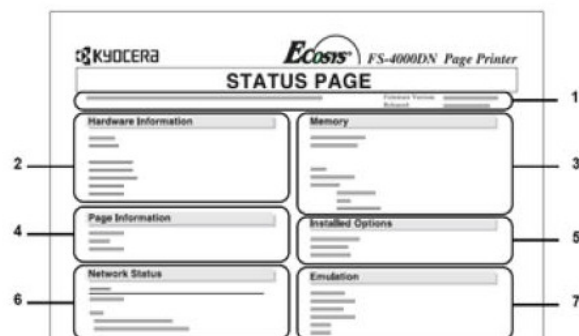 KYOCERA
Ecosys FS-4000DN Page Printer
STATUS PAGE
Firmware Version
Released
1
Hardware Information
Memory
2
3
Page Information
Installed Options
4
5
Network Status
Emulation
6
7